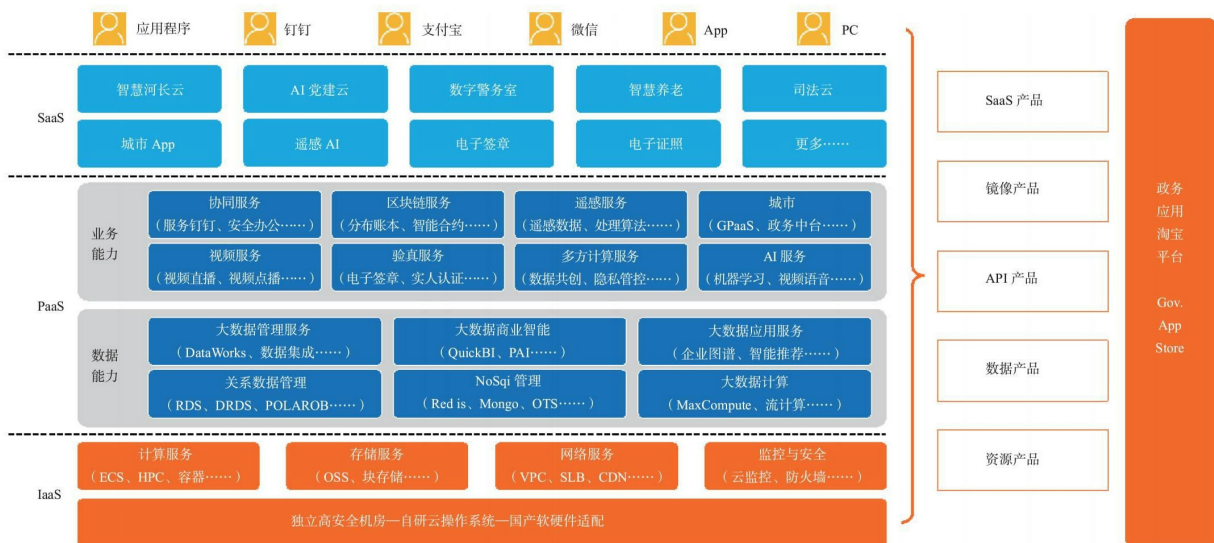 应用程序
钉钉
支付宝
微信
App
PC
SaaS
智慧河长云
AI 党建云
数字警务室
智慧养老
司法云
城市 App
遥感 AI
电子签章
电子证照
更多……
PaaS
业务
能力
协同服务
（服务钉钉、安全办公……）
区块链服务
（分布账本、智能合约……）
遥感服务
（遥感数据、处理算法……）
城市
（GPaaS、政务中台……）
视频服务
（视频直播、视频点播……）
验真服务
（电子签章、实人认证……）
多方计算服务
（数据共创、隐私管控……）
AI 服务
（机器学习、视频语音……）
数据
能力
大数据管理服务
（DataWorks、数据集成……）
大数据商业智能
（QuickBI、PAI……）
大数据应用服务
（企业图谱、智能推荐……）
关系数据管理
（RDS、DRDS、POLAROB……）
NoSqi 管理
（Red is、Mongo、OTS……）
大数据计算
（MaxCompute、流计算……）
IaaS
计算服务
（ECS、HPC、容器……）
存储服务
（OSS、块存储……）
网络服务
（VPC、SLB、CDN……）
监控与安全
（云监控、防火墙……）
独立高安全机房—自研云操作系统—国产软硬件适配
SaaS 产品
镜像产品
API 产品
数据产品
资源产品
政务
应用
淘宝
平台
Gov.
App
Store